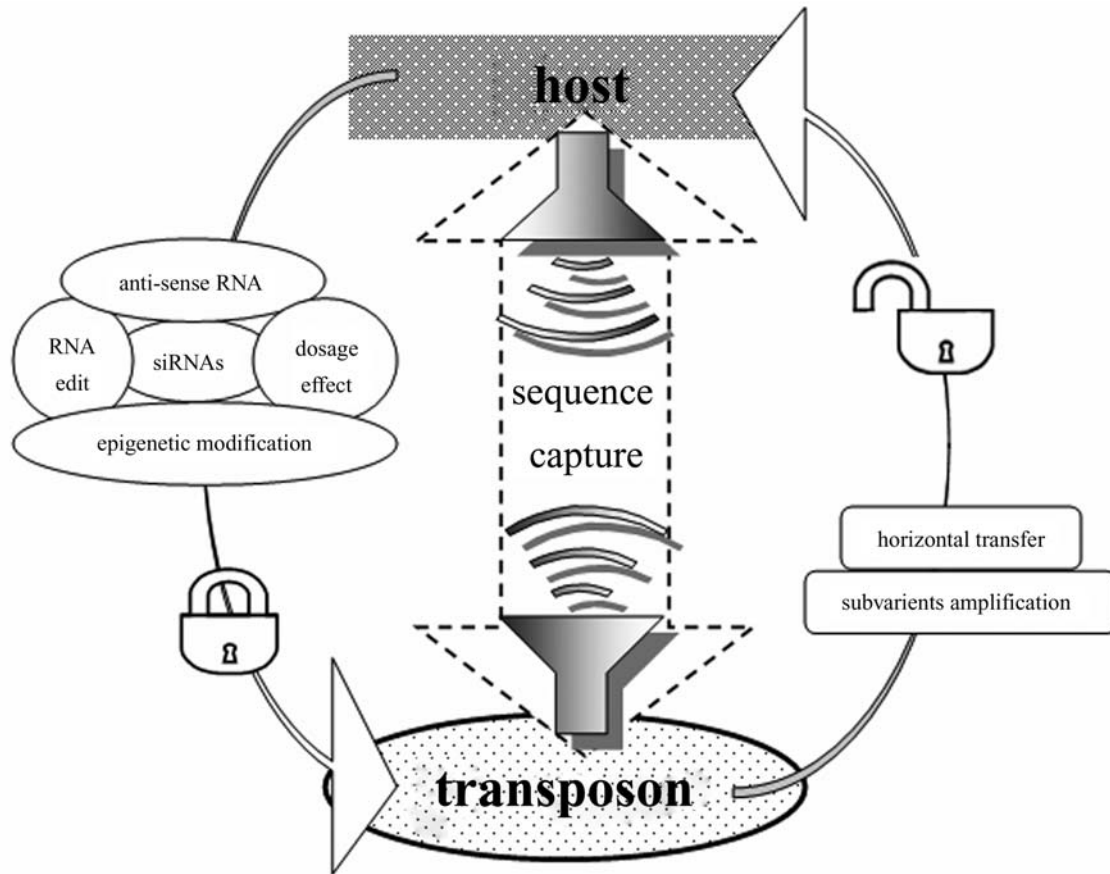 host
anti-sense RNA
RNA
edit
siRNAs
dosage
effect
epigenetic modification
sequence
capture
horizontal transfer
subvarients amplification
transposon